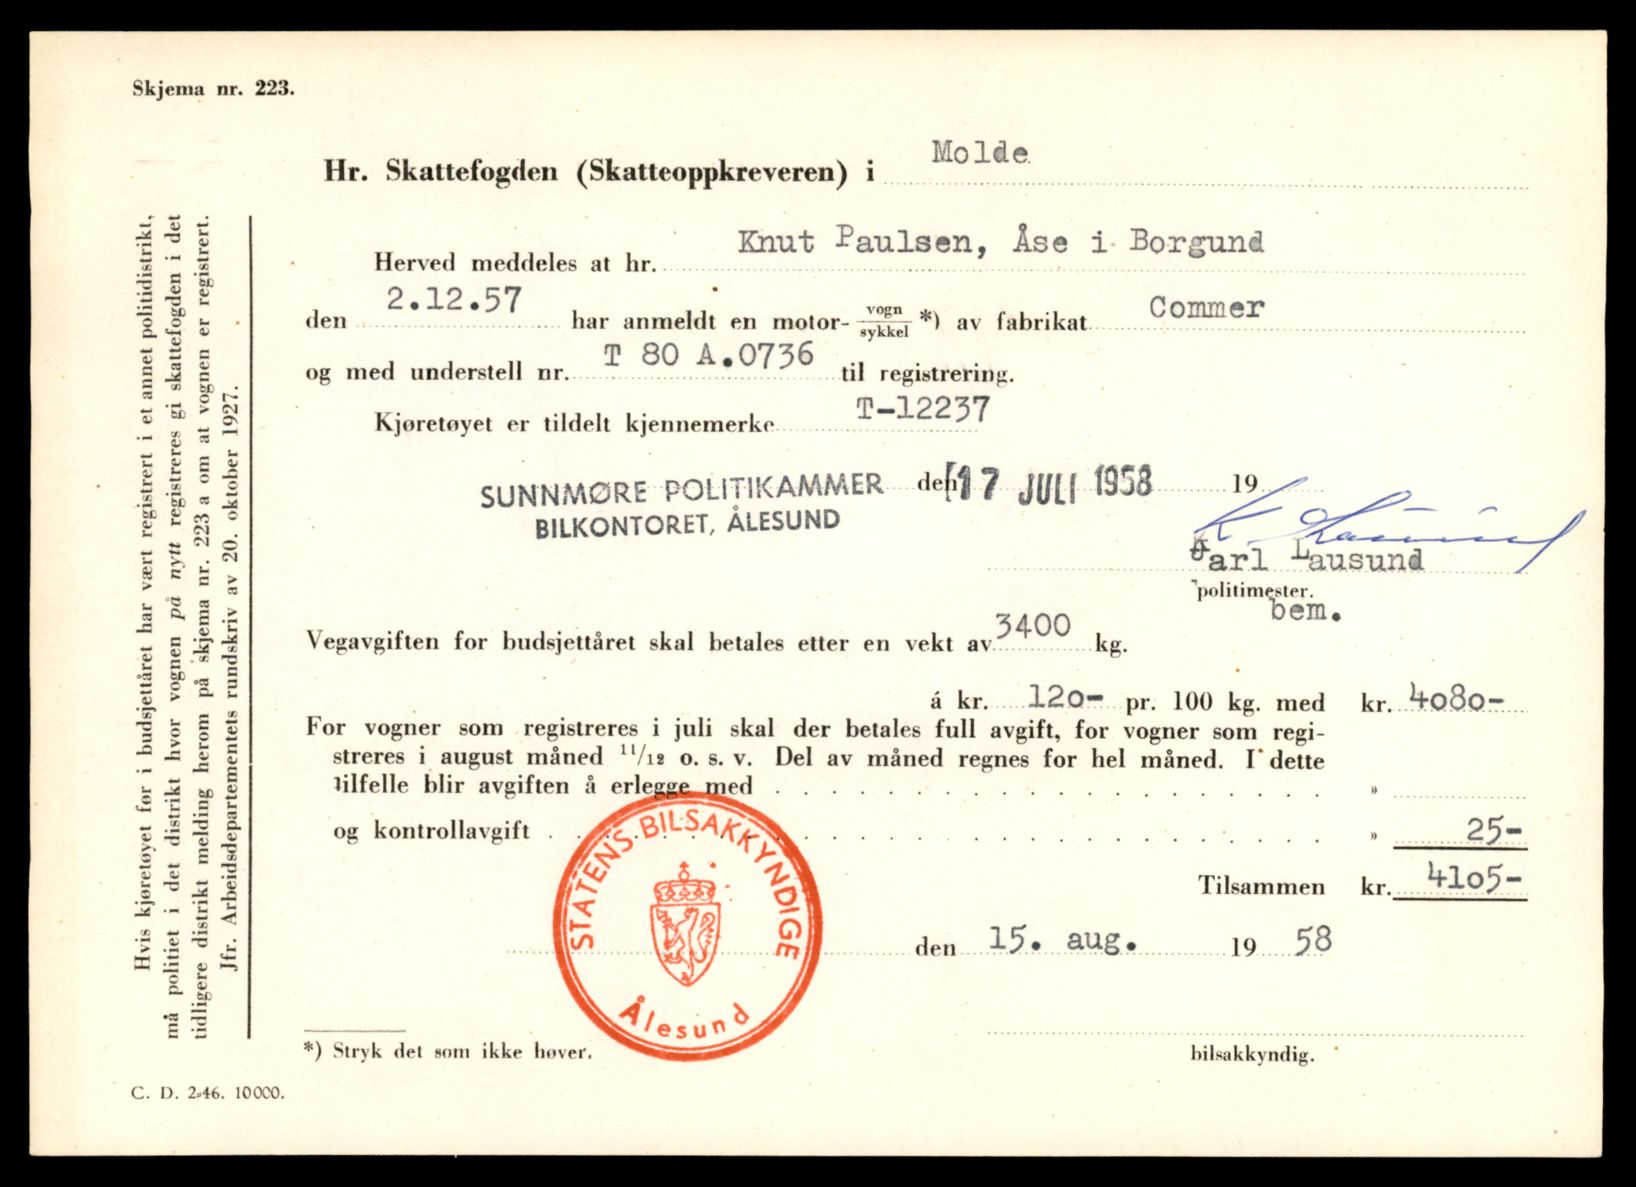 Skjema nr. 223.
Hr. Skattefogden (Skatteoppkreveren) i Molde
Herved meddeles at hr. Knut Paulsen, Åse i Borgund
den 2.12.57 har anmeldt en motor- vogn/sykkel *) av fabrikat Commer
og med understell nr. T 80 A.0736 til registrering.
Kjøretøyet er tildelt kjennemerke T-12237
SUNNMØRE POLITIKAMMER den 17 JULI 1958 19
BILKONTORET, ÅLESUND
K. Lausund
Jarl Lausund
politimester.
bem.
Vegavgiften for budsjettåret skal betales etter en vekt av 3400 kg.
á kr. 120- pr. 100 kg. med kr. 4080-
For vogner som registreres i juli skal der betales full avgift, for vogner som regi-
streres i august måned 11/12 o. s. v. Del av måned regnes for hel måned. I dette
tilfelle blir avgiften å erlegge med »
og kontrollavgift » 25-
Tilsammen kr. 4105-
STATENS BILSAKKYNDIGE
Ålesund
den 15. aug. 19 58
*) Stryk det som ikke høver.
bilsakkyndig.
C. D. 2-46. 10000.
Hvis kjøretøyet før i budsjettåret har vært registrert i et annet politidistrikt,
må politiet i det distrikt hvor vognen på nytt registreres gi skattefogden i det
tidligere distrikt melding herom på skjema nr. 223 a om at vognen er registrert.
Jfr. Arbeidsdepartementets rundskriv av 20. oktober 1927.